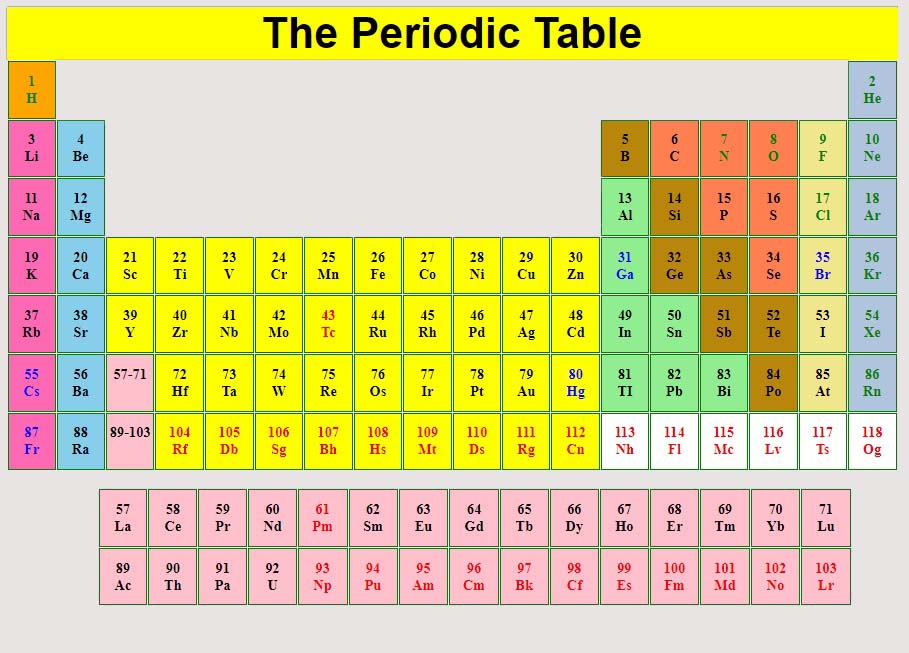 The Periodic Table
1 2
H He
3 4 5 6 7 8 9 10
Li Be B C N O F Ne
11 12 13 14 15 16 17 18
Na Mg Al Si P S Cl Ar
19 20 21 22 23 24 25 26 27 28 29 30 31 32 33 34 35 36
K Ca Sc Ti V Cr Mn Fe Co Ni Cu Zn Ga Ge As Se Br Kr
37 38 39 40 41 42 43 44 45 46 47 48 49 50 51 52 53 54
Rb Sr Y Zr Nb Mo Tc Ru Rh Pd Ag Cd In Sn Sb Te I Xe
55 56 57-71 72 73 74 75 76 77 78 79 80 81 82 83 84 85 86
Cs Ba Hf Ta W Re Os Ir Pt Au Hg TI Pb Bi Po At Rn
87 88 89-103 104 105 106 107 108 109 110 111 112 113 114 115 116 117 118
Fr Ra Rf Db Sg Bh Hs Mt Ds Rg Cn Nh Fl Mc Lv Ts Og
57 58 59 60 61 62 63 64 65 66 67 68 69 70 71
La Ce Pr Nd Pm Sm Eu Gd Tb Dy Ho Er Tm Yb Lu
89 90 91 92 93 94 95 96 97 98 99 100 101 102 103
Ac Th Pa U Np Pu Am Cm Bk Cf Es Fm Md No Lr